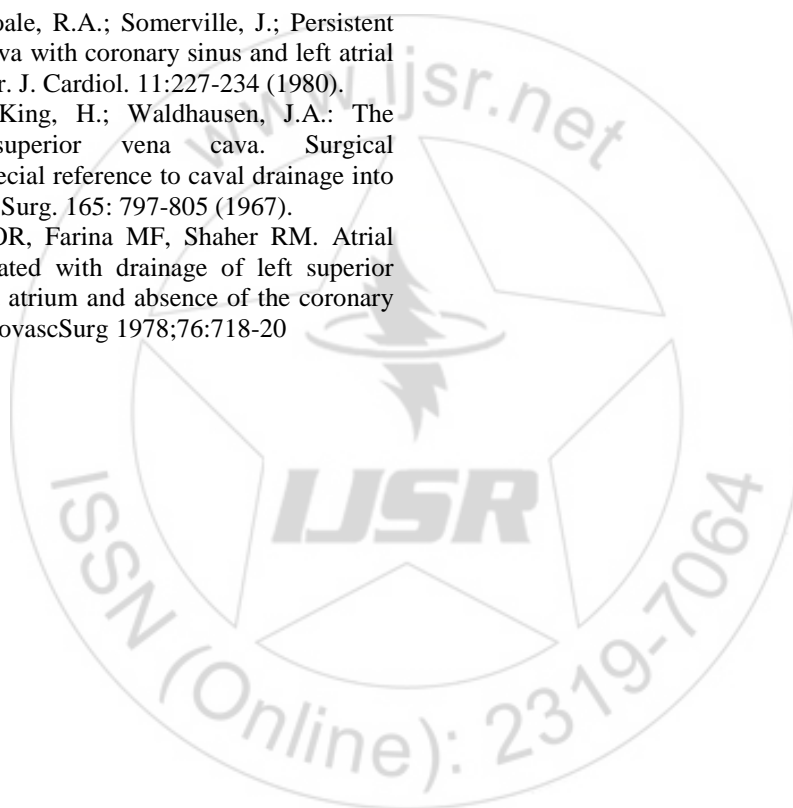 oale, R.A.; Somerville, J.; Persistent
va with coronary sinus and left atrial
r. J. Cardiol. 11:227-234 (1980).
King, H.; Waldhausen, J.A.: The
superior vena cava. Surgical
ecial reference to caval drainage into
Surg. 165: 797-805 (1967).
OR, Farina MF, Shaher RM. Atrial
ated with drainage of left superior
atrium and absence of the coronary
ovascSurg 1978;76:718-20
www.ijsr.net
IJSR
ISSN (Online): 2319-7064